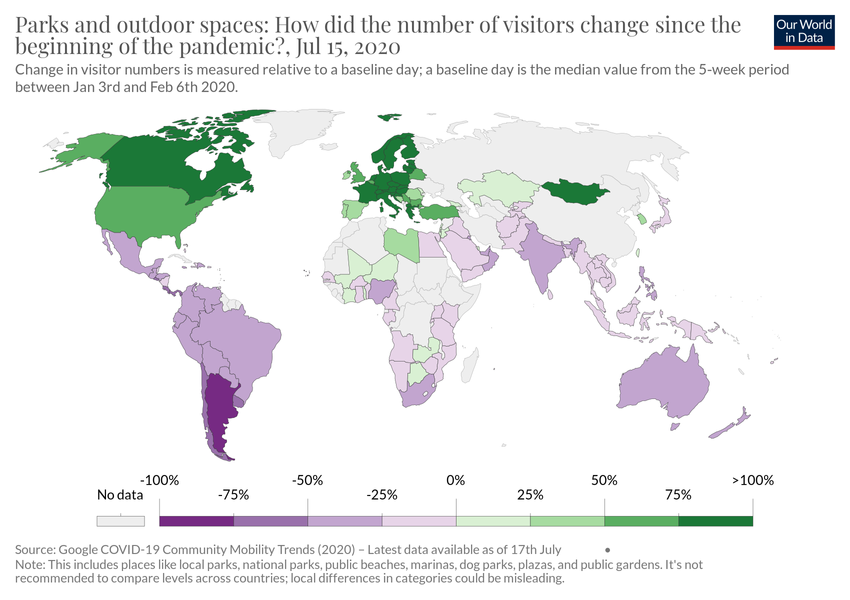 Parks and outdoor spaces: How did the number of visitors change since the
beginning of the pandemic?, Jul 15, 2020
Our World
in Data
Change in visitor numbers is measured relative to a baseline day; a baseline day is the median value from the 5-week period
between Jan 3rd and Feb 6th 2020.
-100% -50% 0% 50% >100%
No data -75% -25% 25% 75%
Source: Google COVID-19 Community Mobility Trends (2020) – Latest data available as of 17th July •
Note: This includes places like local parks, national parks, public beaches, marinas, dog parks, plazas, and public gardens. It's not
recommended to compare levels across countries; local differences in categories could be misleading.